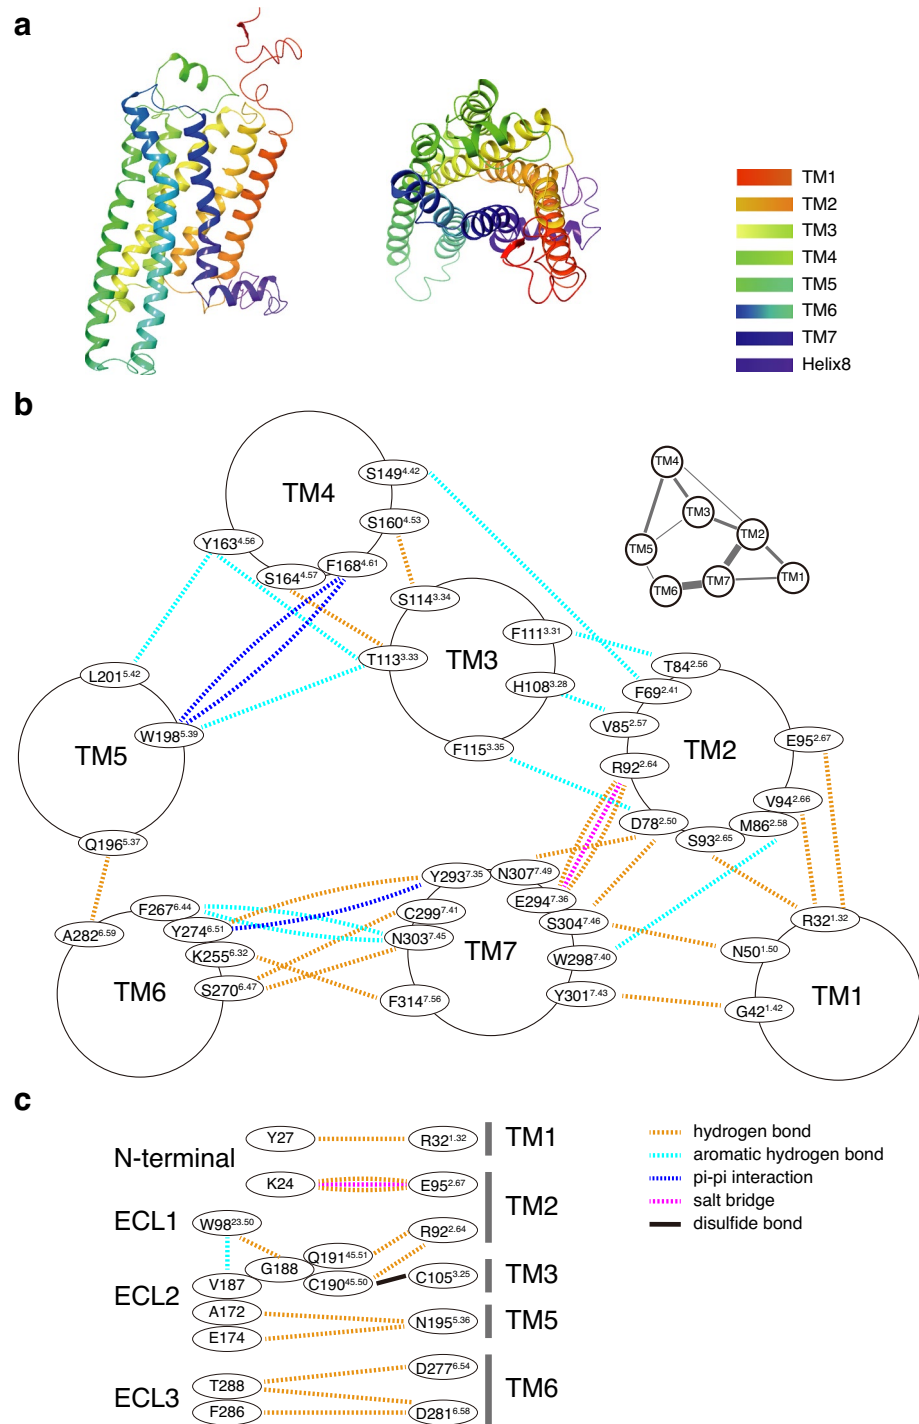 a
TM1
TM2
TM3
TM4
TM5
TM6
TM7
Helix8
b
TM4
S149^4.42
S160^4.53
Y163^4.56
F168^4.61
S164^4.57
TM4
TM3
TM2
TM5
TM7
TM6
TM1
S114^3.34
F111^3.31
T113^3.33
TM3
H108^3.28
F115^3.35
T84^2.56
F69^2.41
V85^2.57
TM2
E95^2.67
R92^2.64
V94^2.66
D78^2.50
M86^2.58
S93^2.65
L201^5.42
W198^5.39
TM5
Q196^5.37
Y293^7.35
N307^7.49
E294^7.36
C299^7.41
S304^7.46
N303^7.45
TM7
W298^7.40
Y301^7.43
F314^7.56
F267^6.44
A282^6.59
Y274^6.51
K255^6.32
TM6
S270^6.47
R32^1.32
N50^1.50
TM1
G42^1.42
c
N-terminal
Y27
R32^1.32
TM1
K24
E95^2.67
TM2
ECL1
W98^23.50
R92^2.64
Q191^45.51
G188
C190^45.50
C105^3.25
TM3
ECL2
V187
A172
N195^5.36
TM5
E174
D277^6.54
ECL3
T288
TM6
F286
D281^6.58
hydrogen bond
aromatic hydrogen bond
pi-pi interaction
salt bridge
disulfide bond